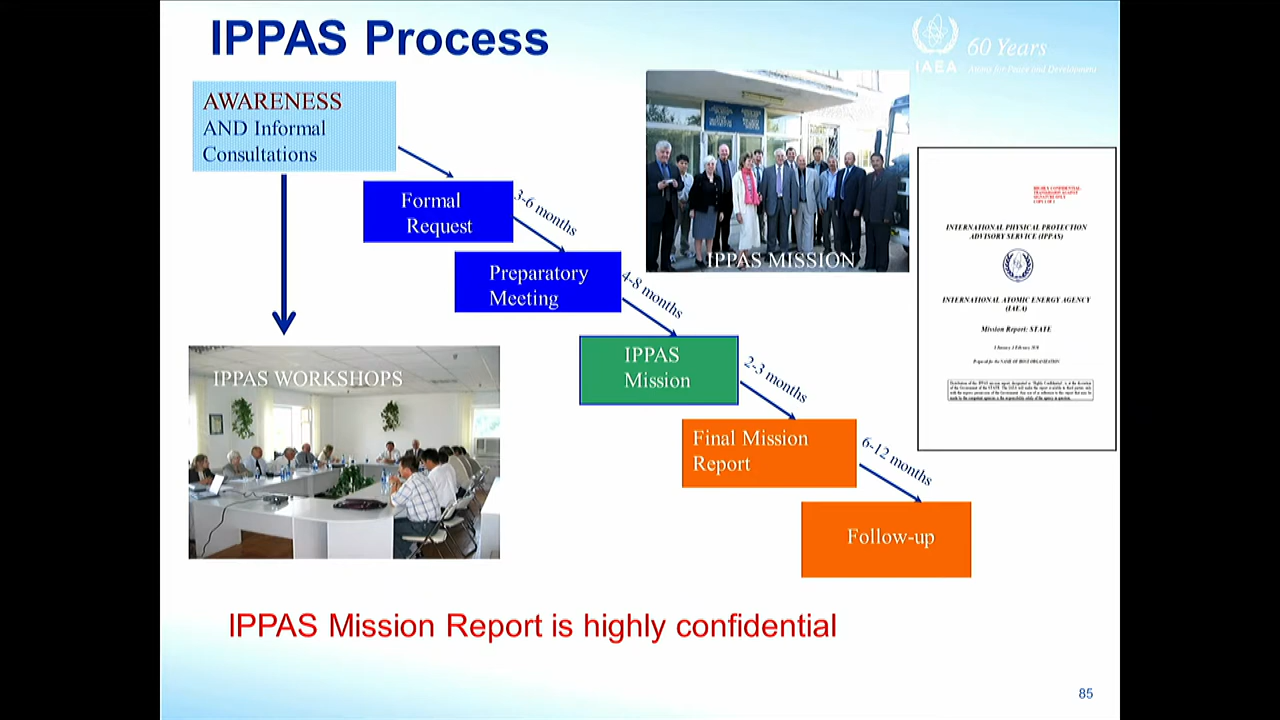 IPPAS Process
IAEA
60 Years
Atoms for Peace and Development
AWARENESS
AND Informal
Consultations
Formal
Request
3-6 months
Preparatory
Meeting
4-8 months
IPPAS
Mission
2-3 months
Final Mission
Report
6-12 months
Follow-up
IPPAS WORKSHOPS
IPPAS MISSION
INTERNATIONAL PHYSICAL PROTECTION
ADVISORY SERVICE (IPPAS)
INTERNATIONAL ATOMIC ENERGY AGENCY
(IAEA)
Mission Report: STATE
IPPAS Mission Report is highly confidential
85